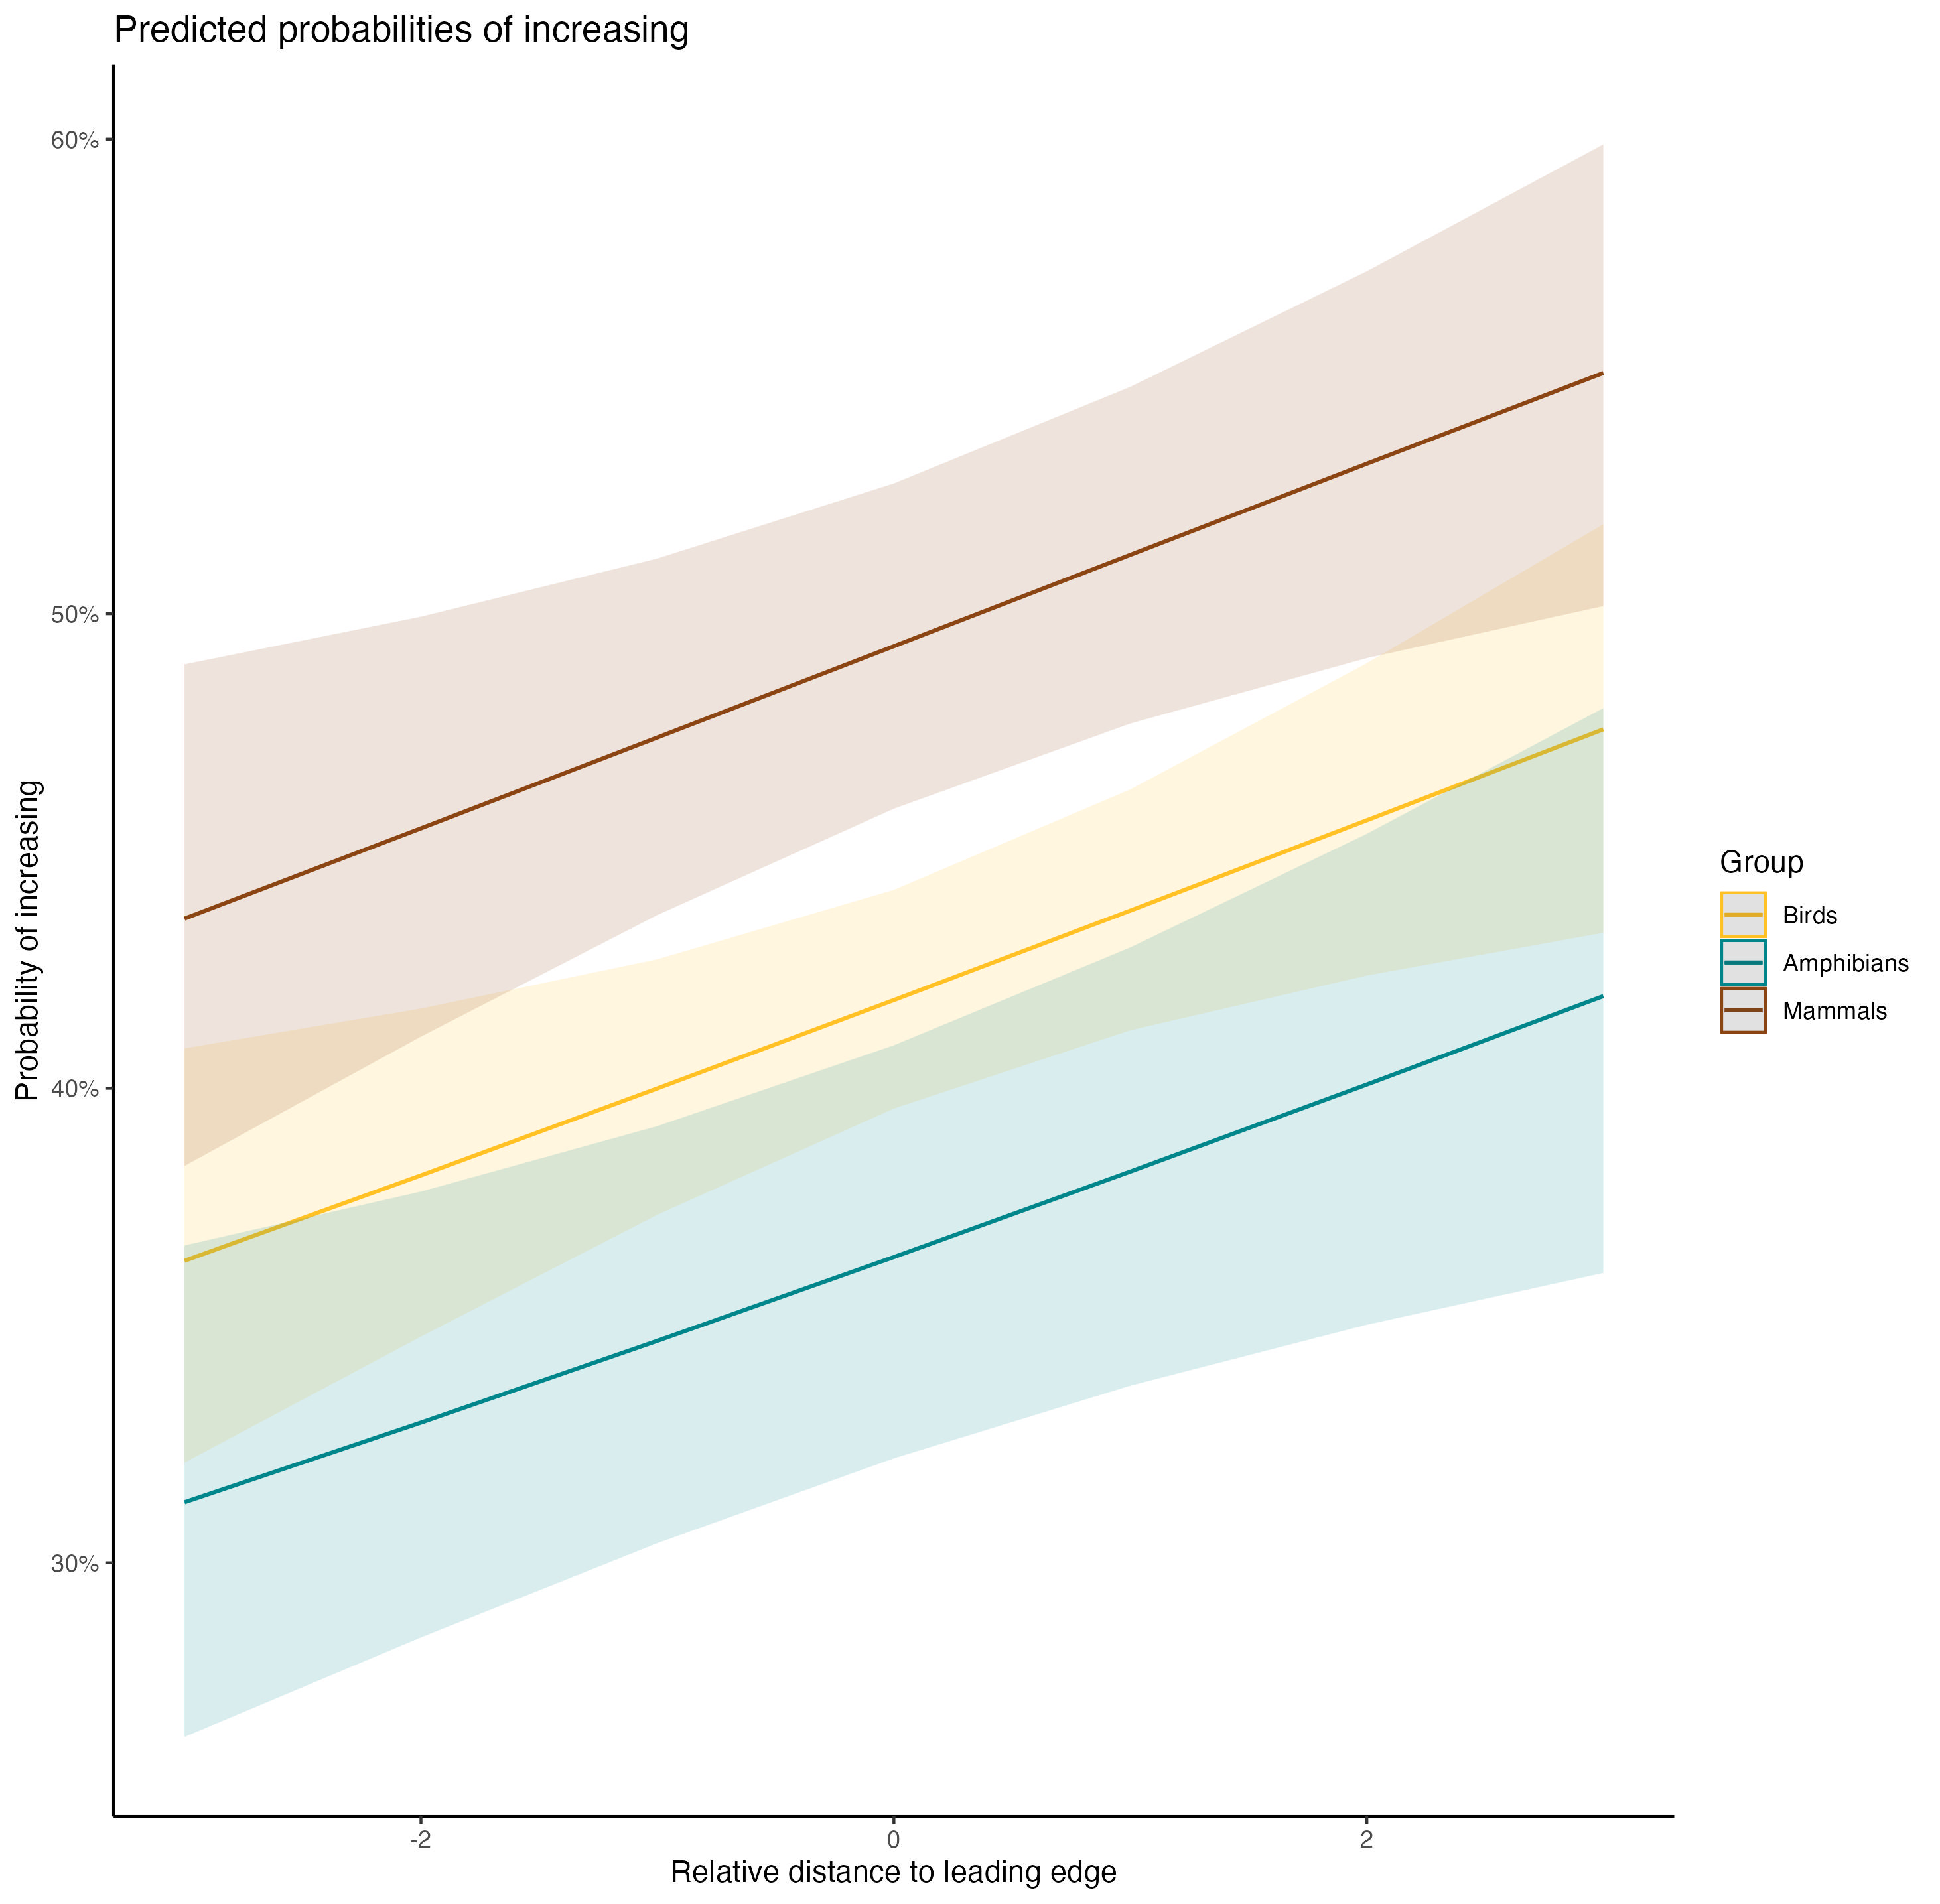 Predicted probabilities of increasing
60%
50%
40%
30%
Probability of increasing
-2
0
2
Relative distance to leading edge
Group
Birds
Amphibians
Mammals